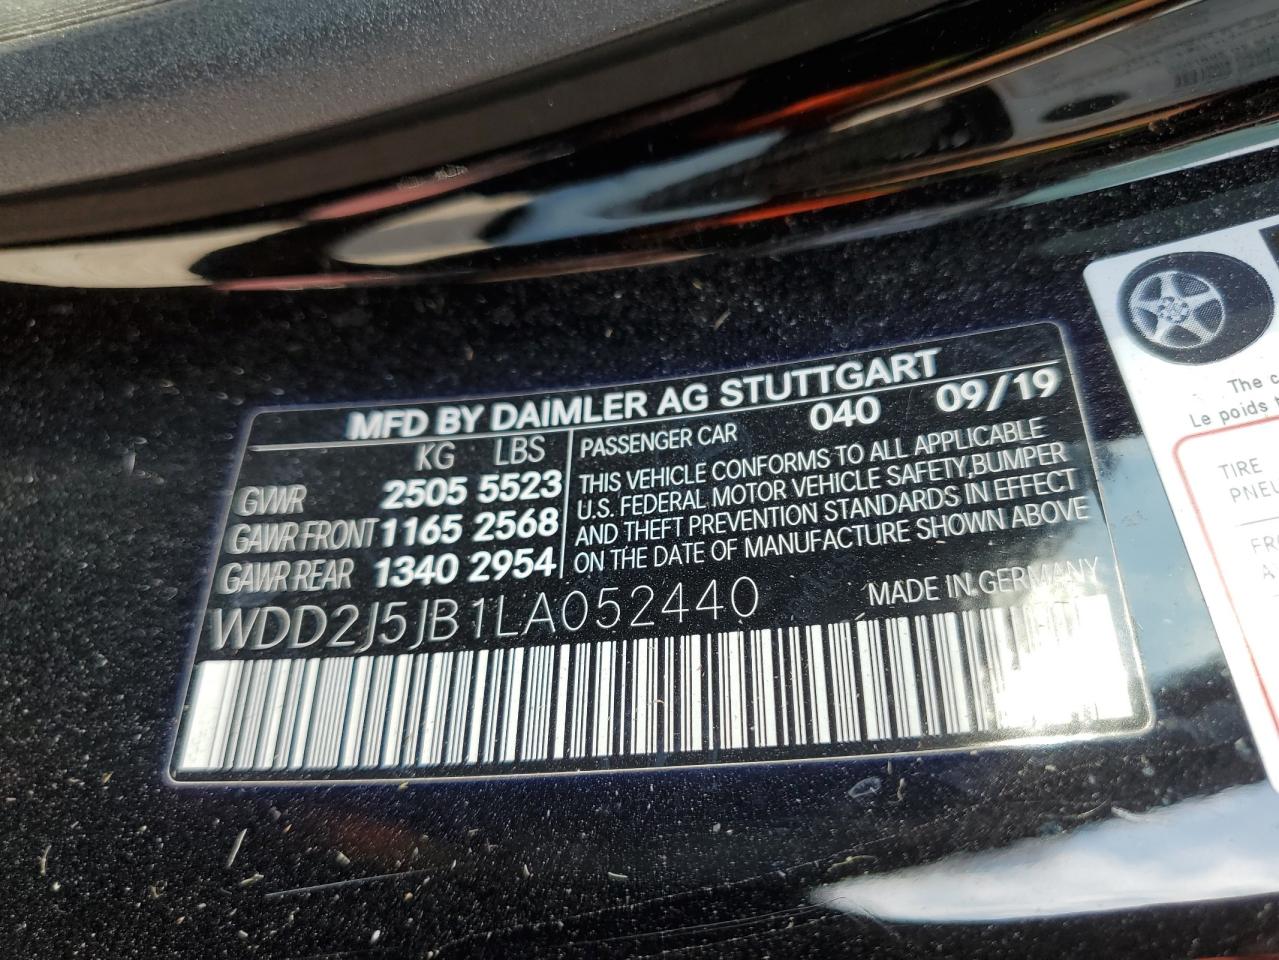 MFD BY DAIMLER AG STUTTGART
KG LBS
GVWR 2505 5523
GAWR FRONT 1165 2568
GAWR REAR 1340 2954
PASSENGER CAR 040 09/19
THIS VEHICLE CONFORMS TO ALL APPLICABLE
U.S. FEDERAL MOTOR VEHICLE SAFETY,BUMPER
AND THEFT PREVENTION STANDARDS IN EFFECT
ON THE DATE OF MANUFACTURE SHOWN ABOVE
WDD2J5JB1LA052440 MADE IN GERMANY
The
Le poids
TIRE